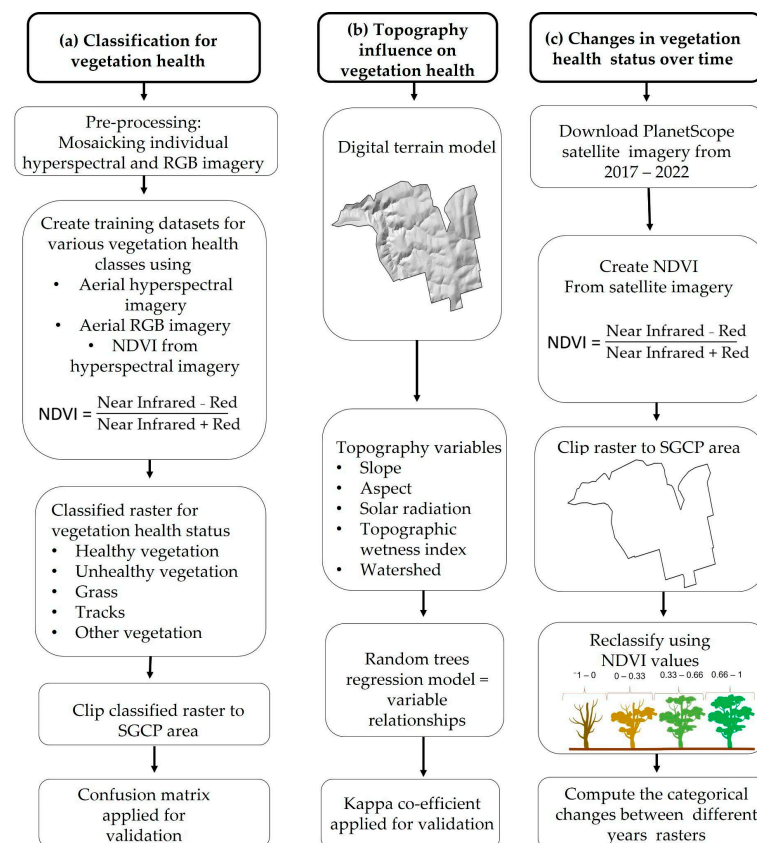 (a) Classification for
vegetation health
Pre-processing:
Mosaicking individual
hyperspectral and RGB imagery
Create training datasets for
various vegetation health
classes using
• Aerial hyperspectral
imagery
• Aerial RGB imagery
• NDVI from
hyperspectral imagery
NDVI = Near Infrared - Red
Near Infrared + Red
Classified raster for
vegetation health status
• Healthy vegetation
• Unhealthy vegetation
• Grass
• Tracks
• Other vegetation
Clip classified raster to
SGCP area
Confusion matrix
applied for
validation
(b) Topography
influence on
vegetation health
Digital terrain model
Topography variables
• Slope
• Aspect
• Solar radiation
• Topographic
wetness index
• Watershed
Random trees
regression model =
variable
relationships
Kappa co-efficient
applied for validation
(c) Changes in vegetation
health status over time
Download PlanetScope
satellite imagery from
2017 – 2022
Create NDVI
From satellite imagery
NDVI = Near Infrared - Red
Near Infrared + Red
Clip raster to SGCP area
Reclassify using
NDVI values
-1 – 0 0 – 0.33 0.33 – 0.66 0.66 – 1
Compute the categorical
changes between different
years rasters